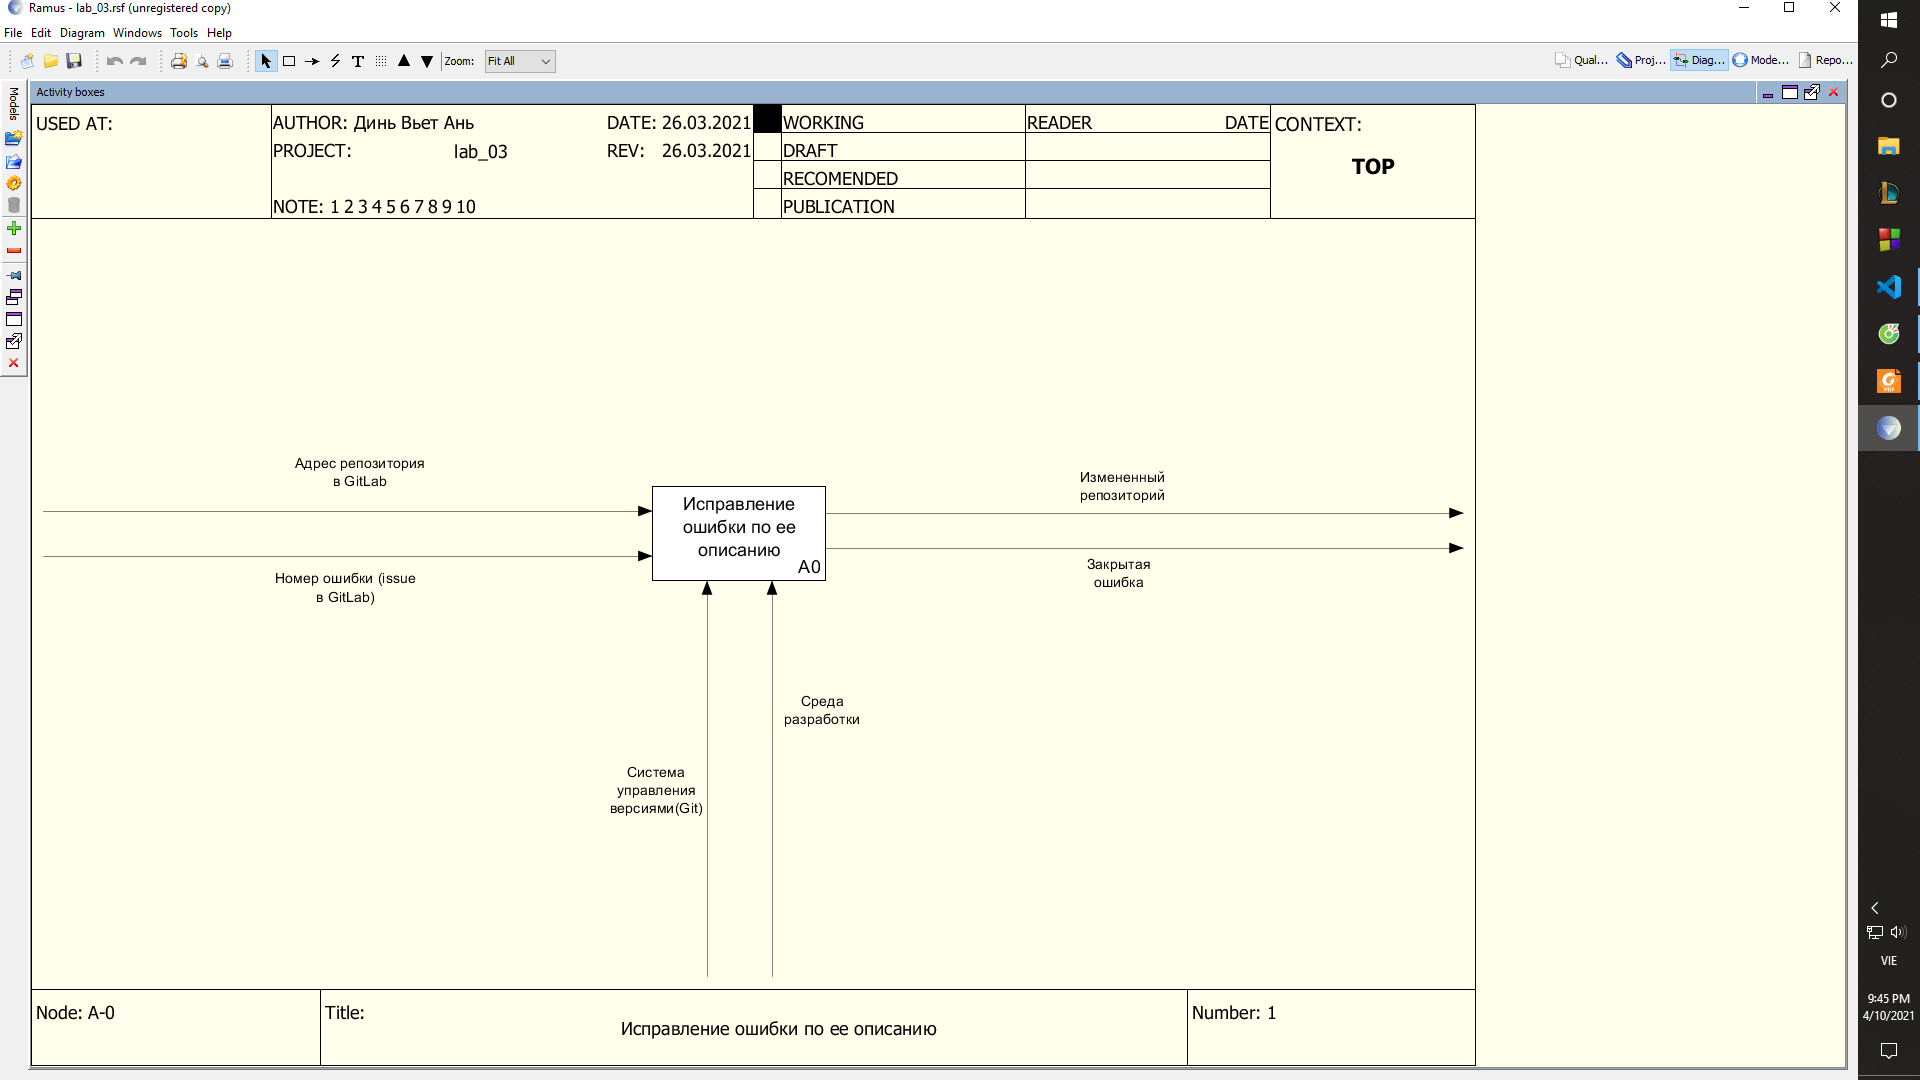 Ramus - lab_03.rsf (unregistered copy)
File Edit Diagram Windows Tools Help
Zoom: Fit All
Qual... Proj... Diag... Mode... Repo...
Models
Activity boxes
USED AT:
AUTHOR: Динь Вьет Ань DATE: 26.03.2021
PROJECT: lab_03 REV: 26.03.2021
NOTE: 1 2 3 4 5 6 7 8 9 10
WORKING
DRAFT
RECOMENDED
PUBLICATION
READER DATE
CONTEXT:
TOP
Адрес репозитория
в GitLab
Номер ошибки (issue
в GitLab)
Исправление
ошибки по ее
описанию
A0
Измененный
репозиторий
Закрытая
ошибка
Среда
разработки
Система
управления
версиями(Git)
Node: A-0
Title:
Исправление ошибки по ее описанию
Number: 1
VIE
9:45 PM
4/10/2021